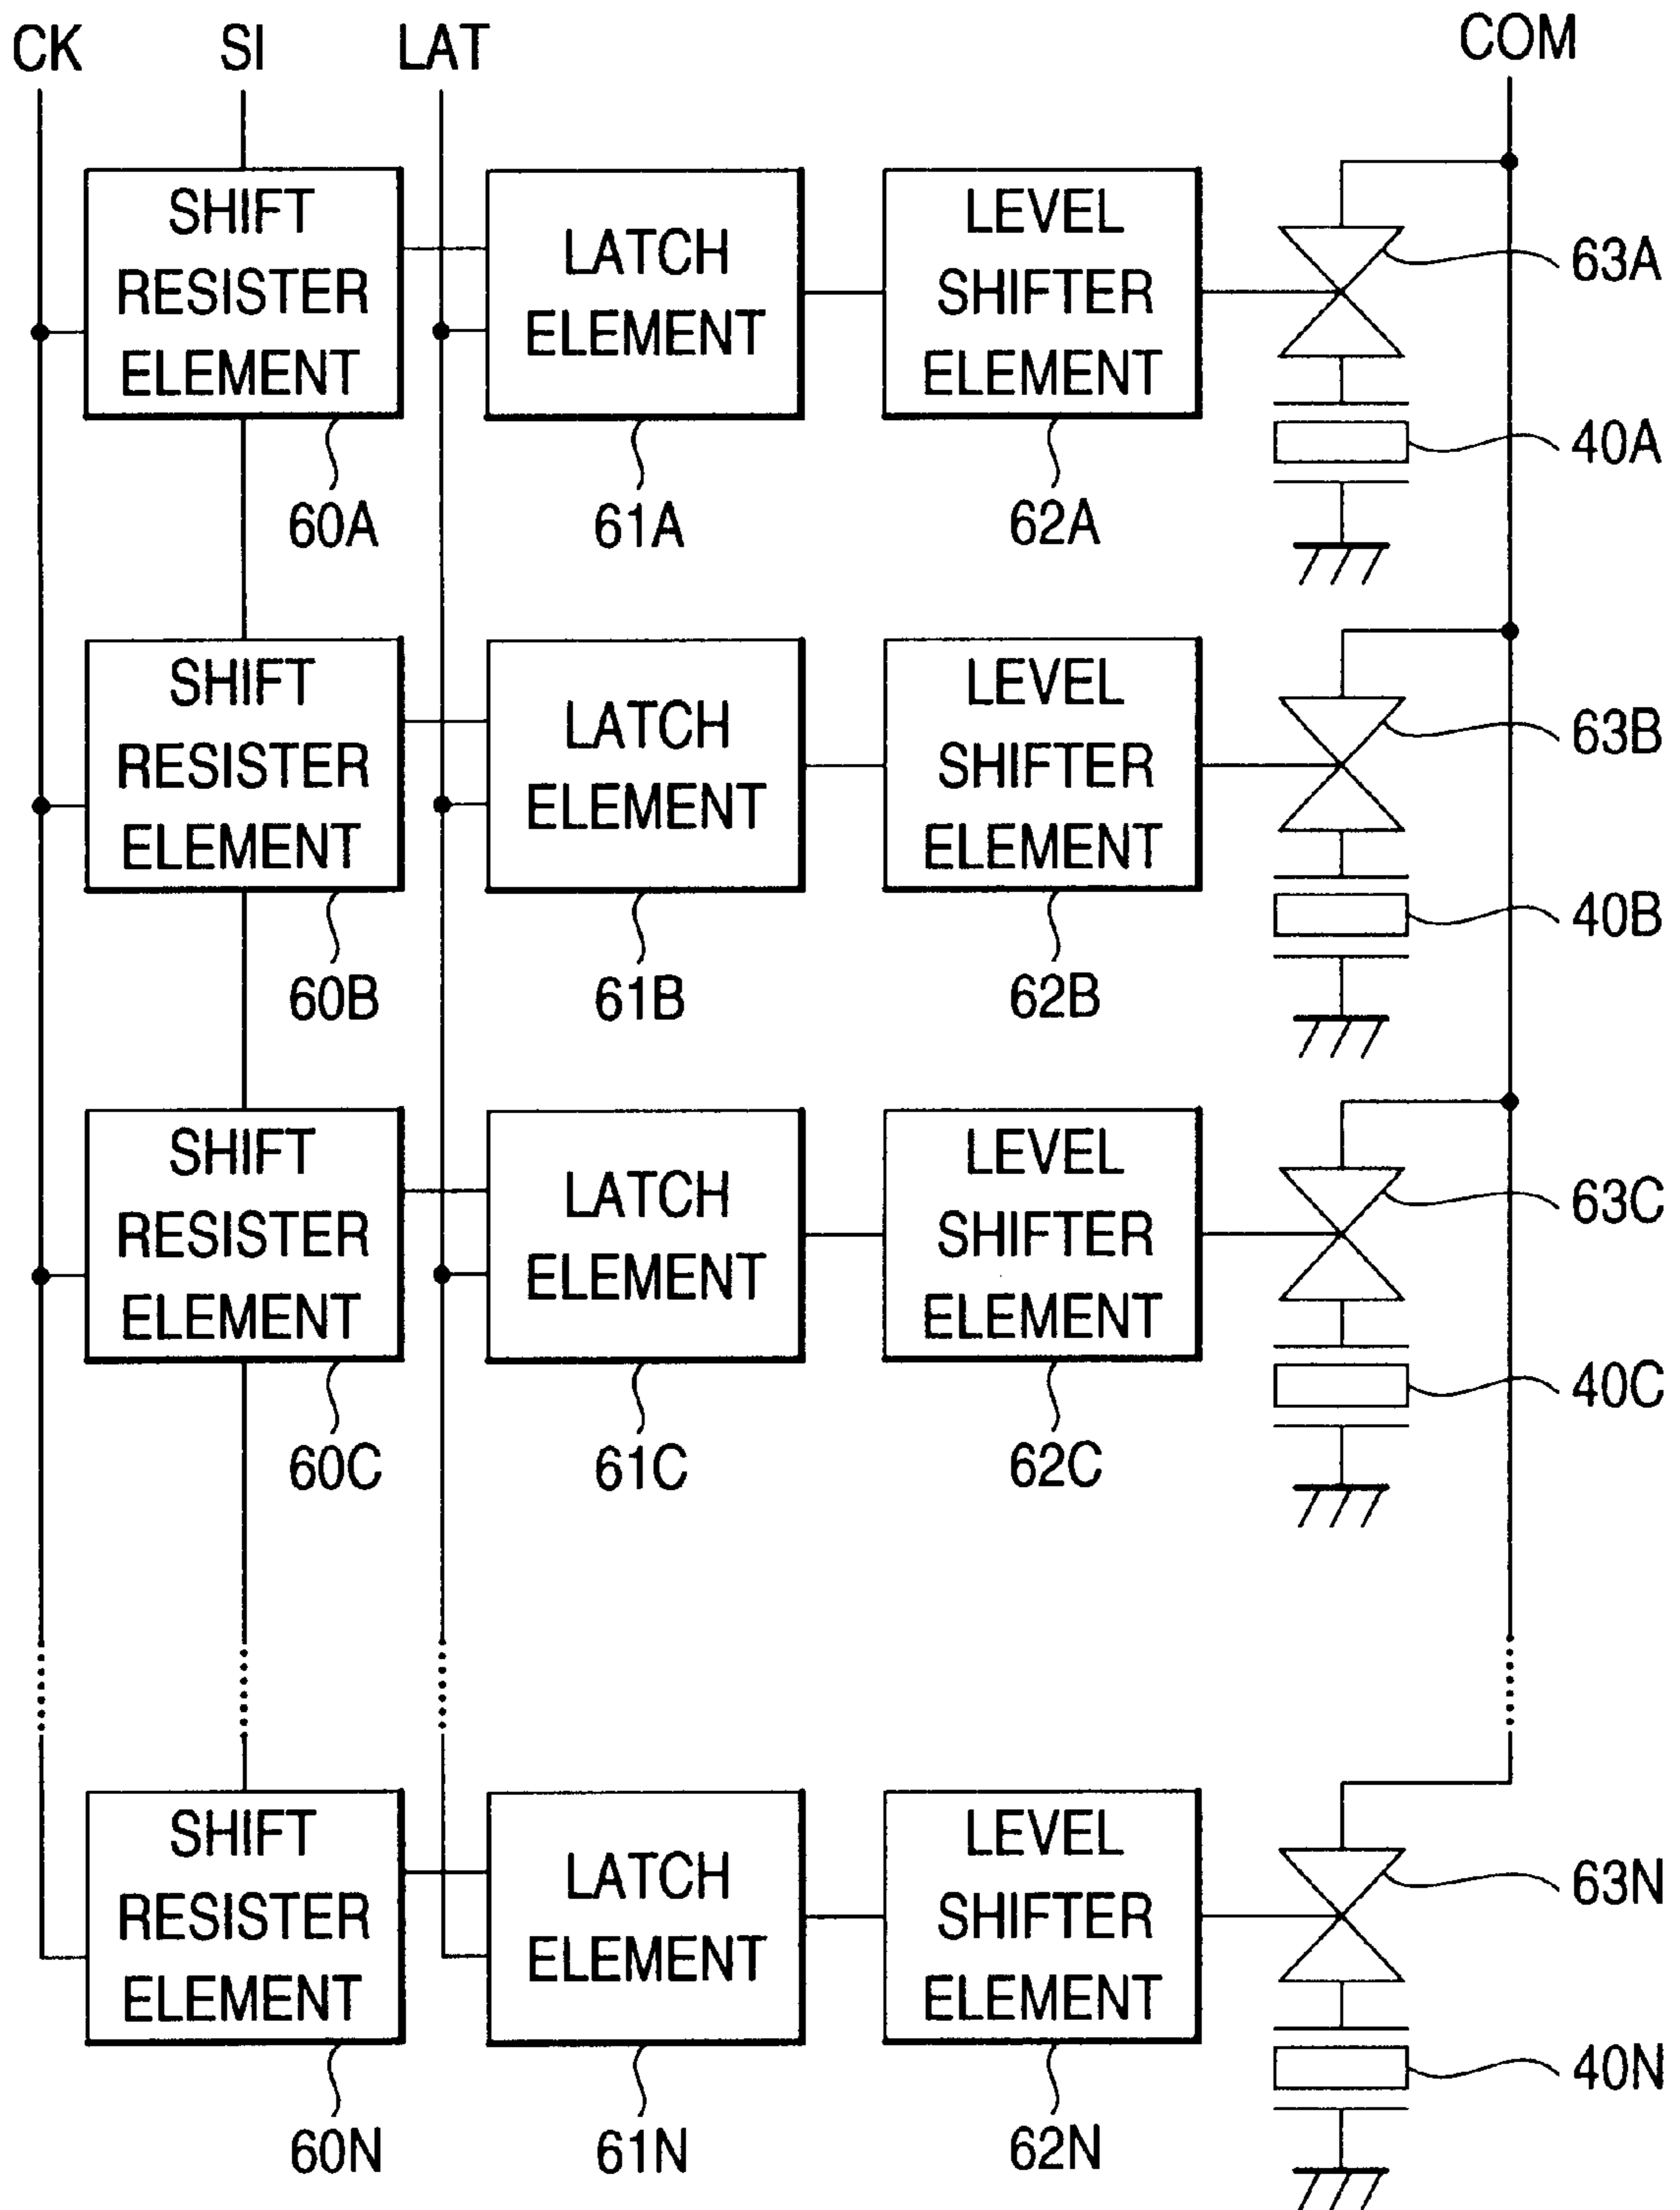 CK
SI
LAT
COM
SHIFT
RESISTER
ELEMENT
LATCH
ELEMENT
LEVEL
SHIFTER
ELEMENT
63A
40A
60A
61A
62A
SHIFT
RESISTER
ELEMENT
LATCH
ELEMENT
LEVEL
SHIFTER
ELEMENT
63B
40B
60B
61B
62B
SHIFT
RESISTER
ELEMENT
LATCH
ELEMENT
LEVEL
SHIFTER
ELEMENT
63C
40C
60C
61C
62C
SHIFT
RESISTER
ELEMENT
LATCH
ELEMENT
LEVEL
SHIFTER
ELEMENT
63N
40N
60N
61N
62N